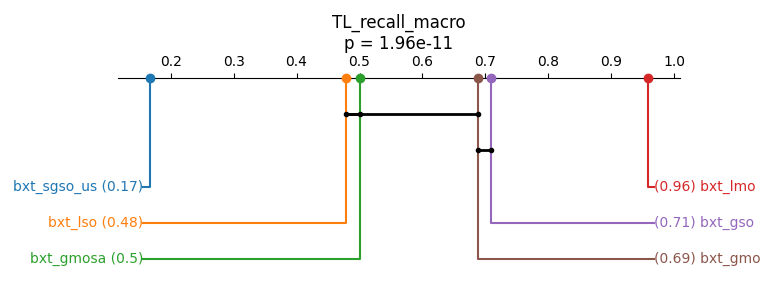 TL_recall_macro
p = 1.96e-11
0.2 0.3 0.4 0.5 0.6 0.7 0.8 0.9 1.0
bxt_sgso_us (0.17) (0.96) bxt_lmo
bxt_lso (0.48) (0.71) bxt_gso
bxt_gmosa (0.5) (0.69) bxt_gmo